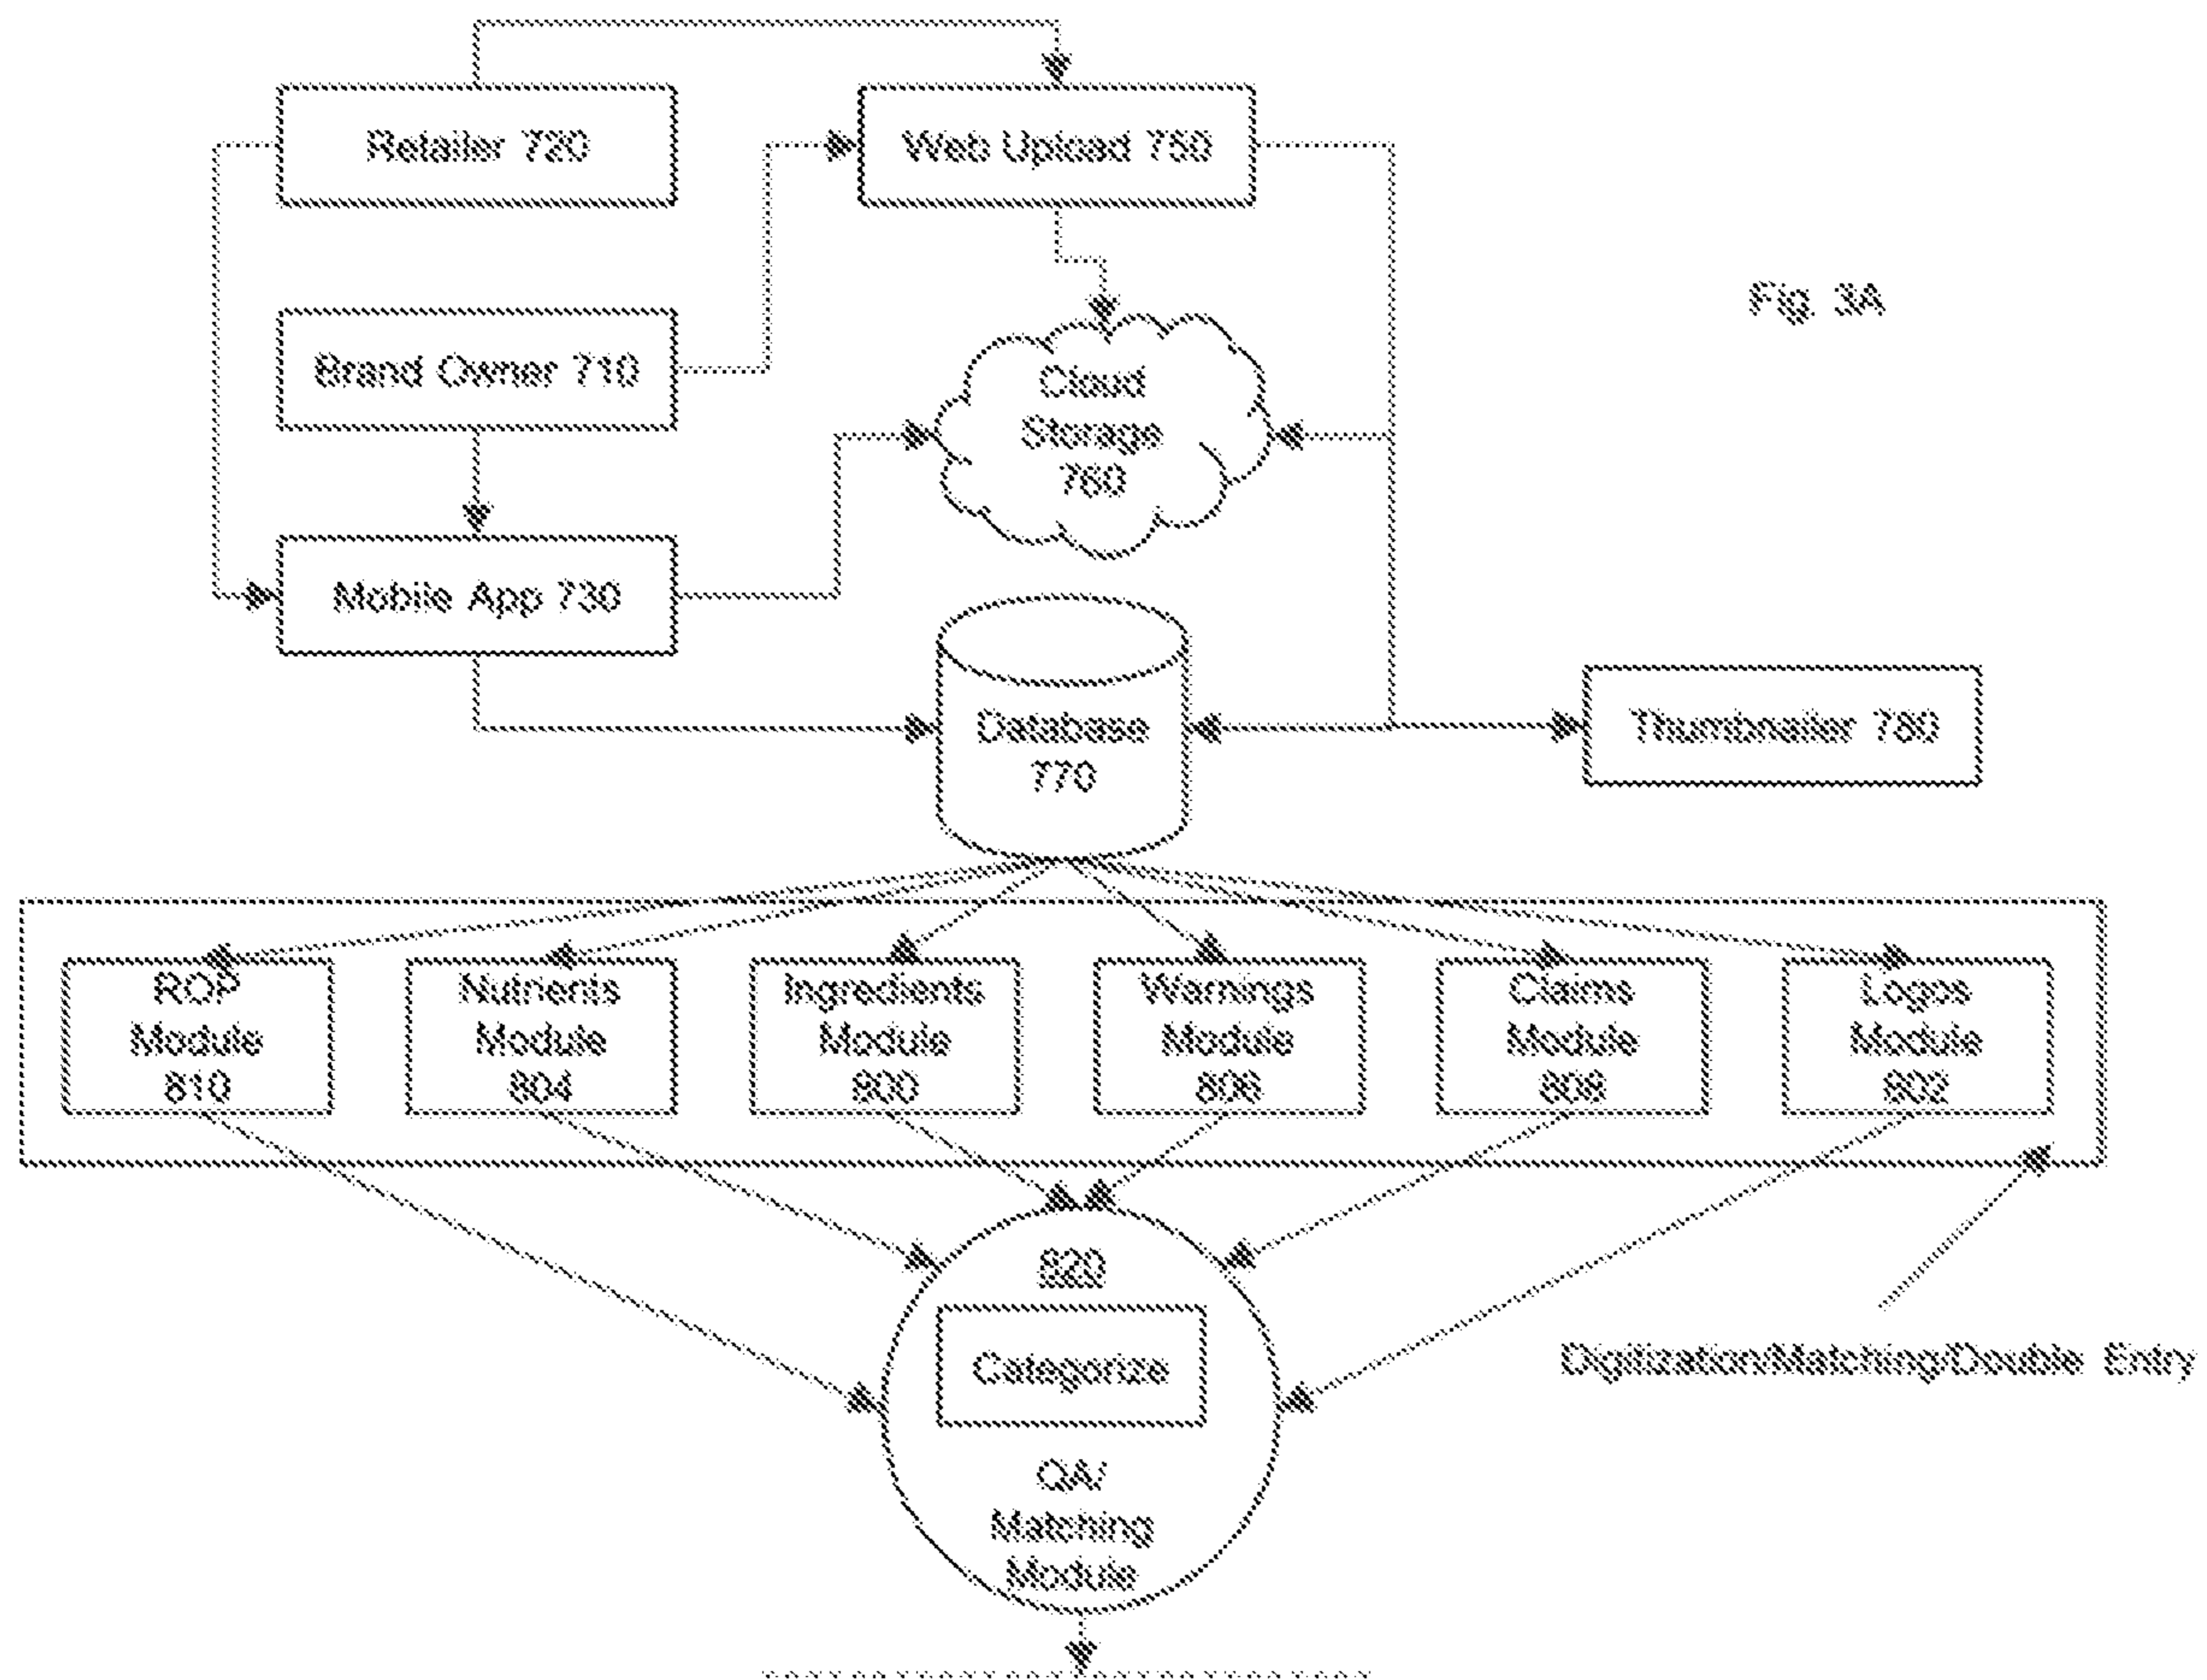 Retailer 720
Web Upload 750
Fig. 3A
Brand Owner 710
Cloud
Storage
760
Mobile App 730
Database
770
Thumbnailer 780
ROP
Module
810
Nutrients
Module
804
Ingredients
Module
800
Warnings
Module
806
Claims
Module
808
Logos
Module
802
820
Categorize
QA/
Matching
Module
Digitization/Matching/Double Entry